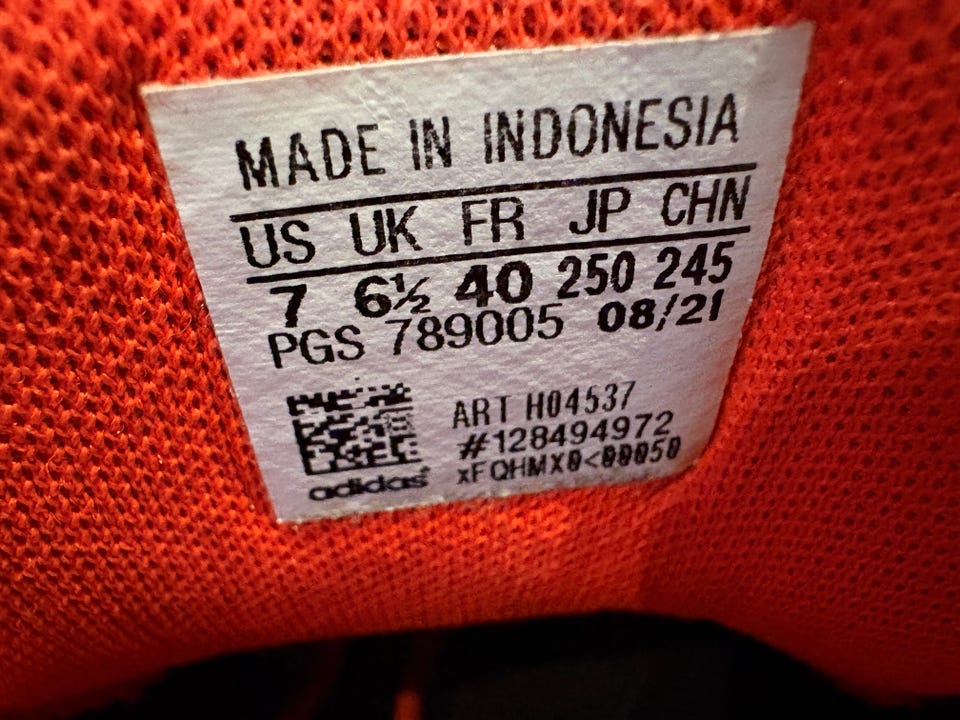 MADE IN INDONESIA
US UK FR JP CHN
7 6½ 40 250 245
PGS 789005 08/21
ART H04537
#128494972
xFQHMX0<00050
adidas